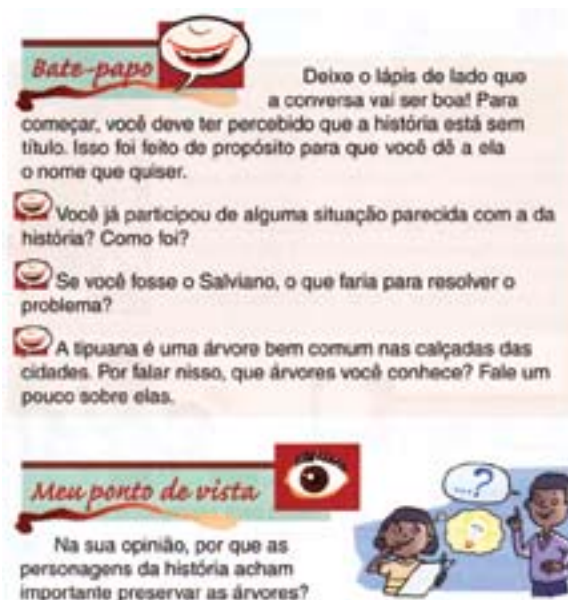 Bate-papo
Deixe o lápis de lado que
a conversa vai ser boa! Para
começar, você deve ter percebido que a história está sem
título. Isso foi feito de propósito para que você dê a ela
o nome que quiser.
Você já participou de alguma situação parecida com a da
história? Como foi?
Se você fosse o Salviano, o que faria para resolver o
problema?
A tipuana é uma árvore bem comum nas calçadas das
cidades. Por falar nisso, que árvores você conhece? Fale um
pouco sobre elas.
Meu ponto de vista
...?
Na sua opinião, por que as
personagens da história acham
importante preservar as árvores?